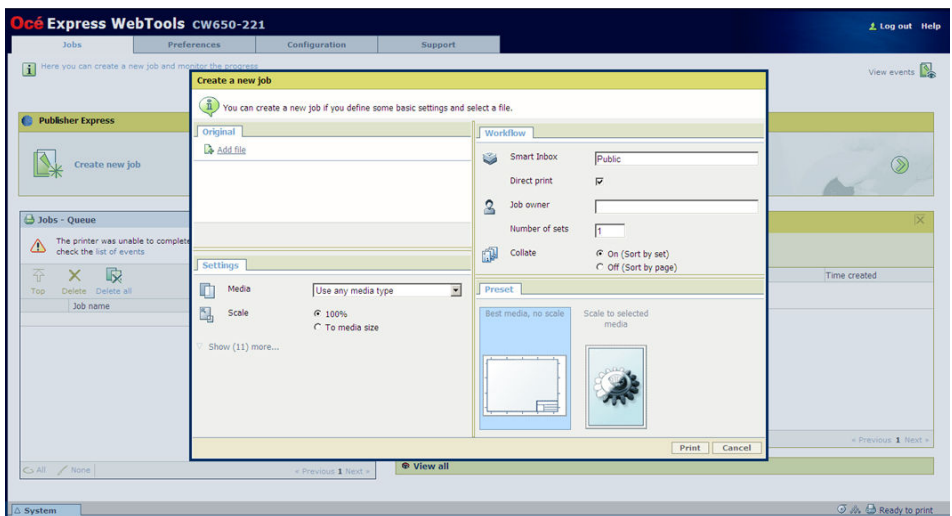 Océ Express WebTools CW650-221
Log out Help
Jobs Preferences Configuration Support
Here you can create a new job and monitor the progress
View events
Publisher Express
Create new job
Jobs - Queue
The printer was unable to complete
check the list of events
Top Delete Delete all
Job name
All None
« Previous 1 Next »
Create a new job
You can create a new job if you define some basic settings and select a file.
Original
Add file
Settings
Media Use any media type
Scale 100%
To media size
Show (11) more...
Workflow
Smart Inbox Public
Direct print
Job owner
Number of sets 1
Collate On (Sort by set)
Off (Sort by page)
Preset
Best media, no scale
Scale to selected
media
Print Cancel
Time created
« Previous 1 Next »
View all
System
Ready to print